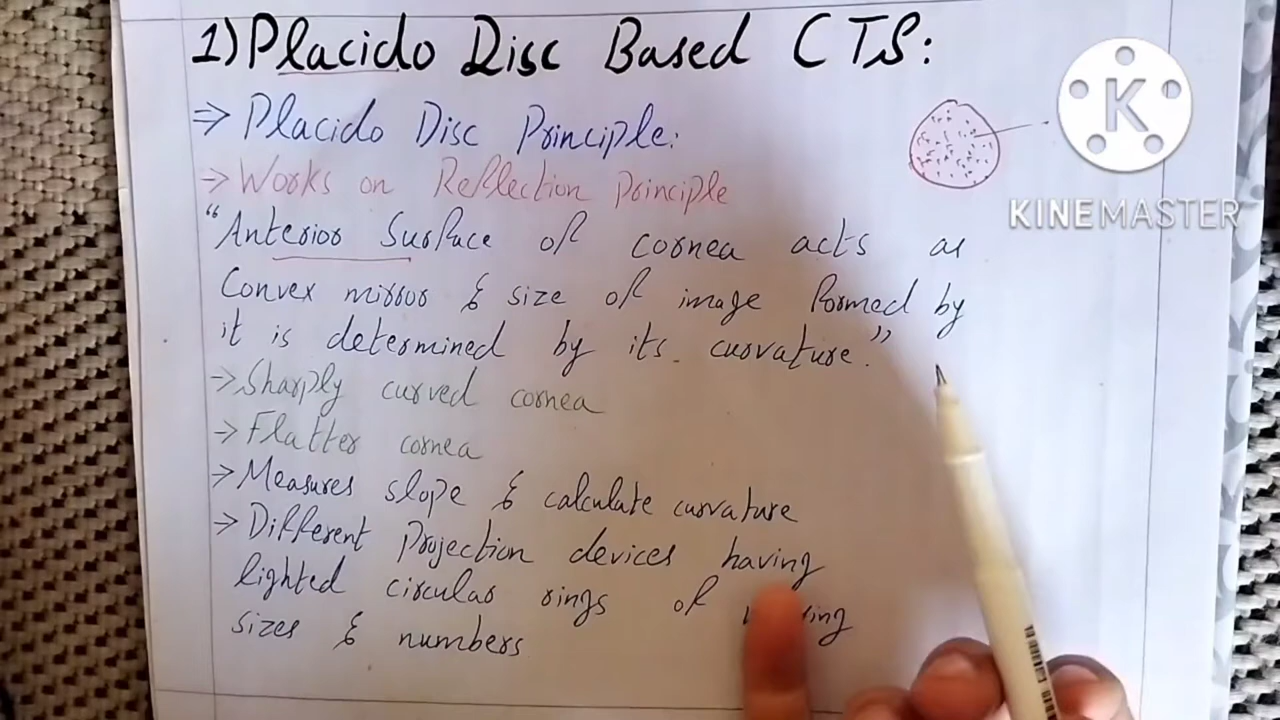 1) Placido Disc Based CTS:
⇒ Placido Disc Principle:
→ Works on Reflection Principle
"Anterior Surface of cornea acts as
Convex mirror & size of image formed by
it is determined by its curvature."
→ Sharply curved cornea
→ Flatter cornea
→ Measures slope & calculate curvature
→ Different Projection devices having
lighted circular rings of
sizes & numbers
K
KINEMASTER